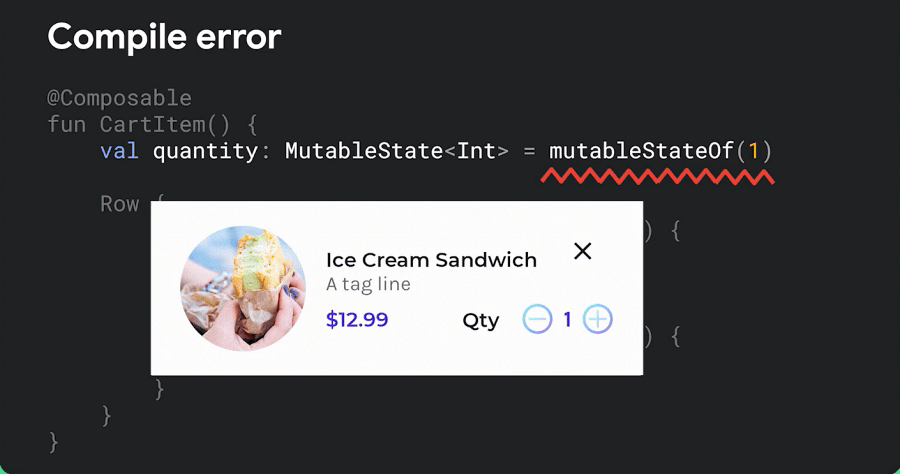 Compile error
@Composable
fun CartItem() {
val quantity: MutableState<Int> = mutableStateOf(1)
Row {
) {
Ice Cream Sandwich
A tag line
$12.99 Qty 1
) {
}
}
}